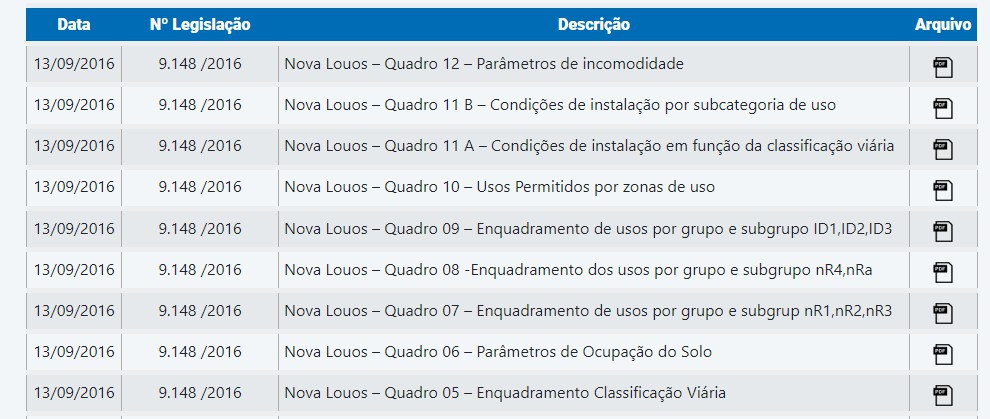 Data Nº Legislação Descrição Arquivo
13/09/2016 9.148 /2016 Nova Louos – Quadro 12 – Parâmetros de incomodidade PDF
13/09/2016 9.148 /2016 Nova Louos – Quadro 11 B – Condições de instalação por subcategoria de uso PDF
13/09/2016 9.148 /2016 Nova Louos – Quadro 11 A – Condições de instalação em função da classificação viária PDF
13/09/2016 9.148 /2016 Nova Louos – Quadro 10 – Usos Permitidos por zonas de uso PDF
13/09/2016 9.148 /2016 Nova Louos – Quadro 09 – Enquadramento de usos por grupo e subgrupo ID1,ID2,ID3 PDF
13/09/2016 9.148 /2016 Nova Louos – Quadro 08 -Enquadramento dos usos por grupo e subgrupo nR4,nRa PDF
13/09/2016 9.148 /2016 Nova Louos – Quadro 07 – Enquadramento de usos por grupo e subgrup nR1,nR2,nR3 PDF
13/09/2016 9.148 /2016 Nova Louos – Quadro 06 – Parâmetros de Ocupação do Solo PDF
13/09/2016 9.148 /2016 Nova Louos – Quadro 05 – Enquadramento Classificação Viária PDF